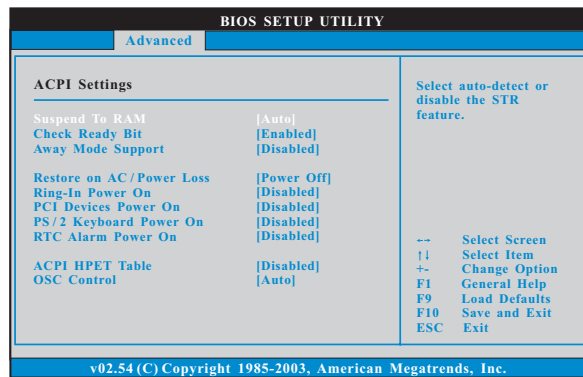 BIOS SETUP UTILITY
Advanced
ACPI Settings
Suspend To RAM [Auto]
Check Ready Bit [Enabled]
Away Mode Support [Disabled]
Restore on AC / Power Loss [Power Off]
Ring-In Power On [Disabled]
PCI Devices Power On [Disabled]
PS / 2 Keyboard Power On [Disabled]
RTC Alarm Power On [Disabled]
ACPI HPET Table [Disabled]
OSC Control [Auto]
Select auto-detect or
disable the STR
feature.
←→ Select Screen
↑↓ Select Item
+- Change Option
F1 General Help
F9 Load Defaults
F10 Save and Exit
ESC Exit
v02.54 (C) Copyright 1985-2003, American Megatrends, Inc.